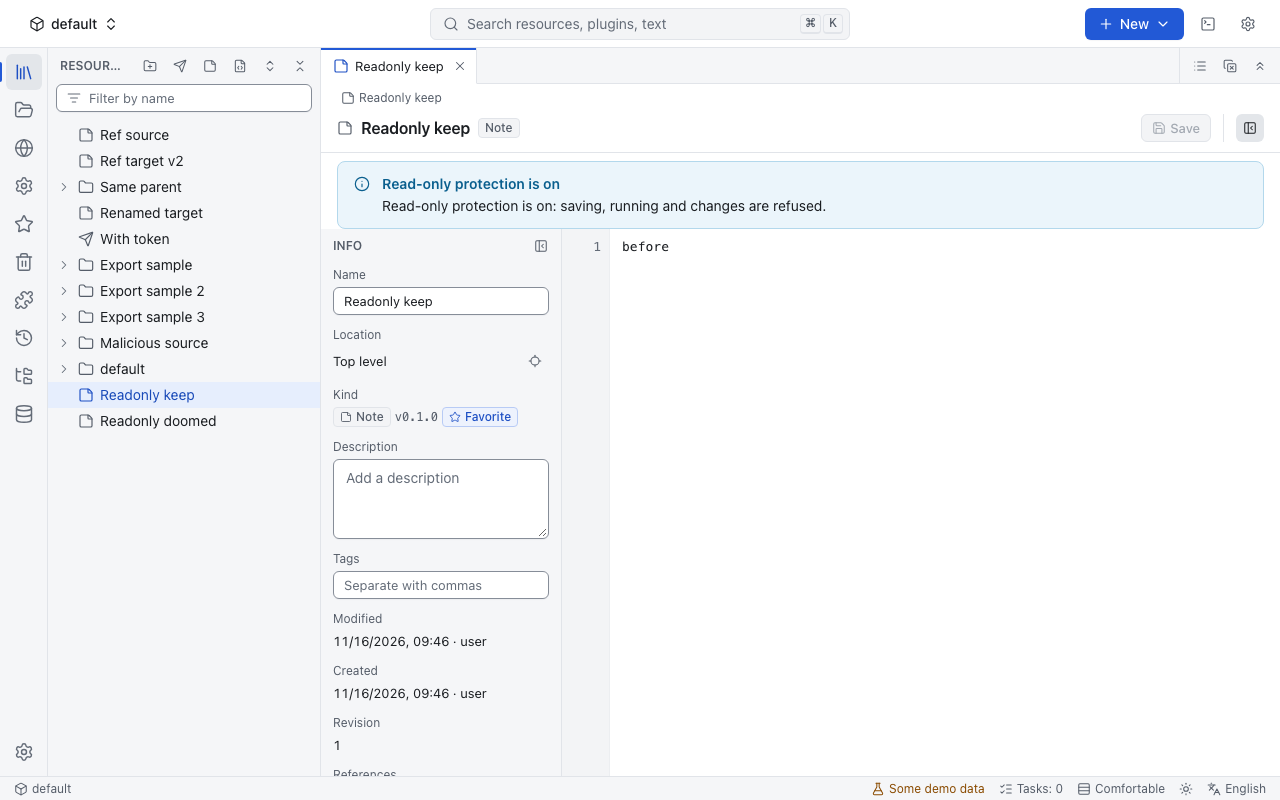 default
Search resources, plugins, text
⌘ K
New
RESOUR...
Filter by name
Ref source
Ref target v2
Same parent
Renamed target
With token
Export sample
Export sample 2
Export sample 3
Malicious source
default
Readonly keep
Readonly doomed
Readonly keep
Readonly keep
Readonly keep
Note
Save
Read-only protection is on
Read-only protection is on: saving, running and changes are refused.
INFO
Name
Readonly keep
Location
Top level
Kind
Note v0.1.0 Favorite
Description
Add a description
Tags
Separate with commas
Modified
11/16/2026, 09:46 · user
Created
11/16/2026, 09:46 · user
Revision
1
References
1 before
default
Some demo data
Tasks: 0
Comfortable
English